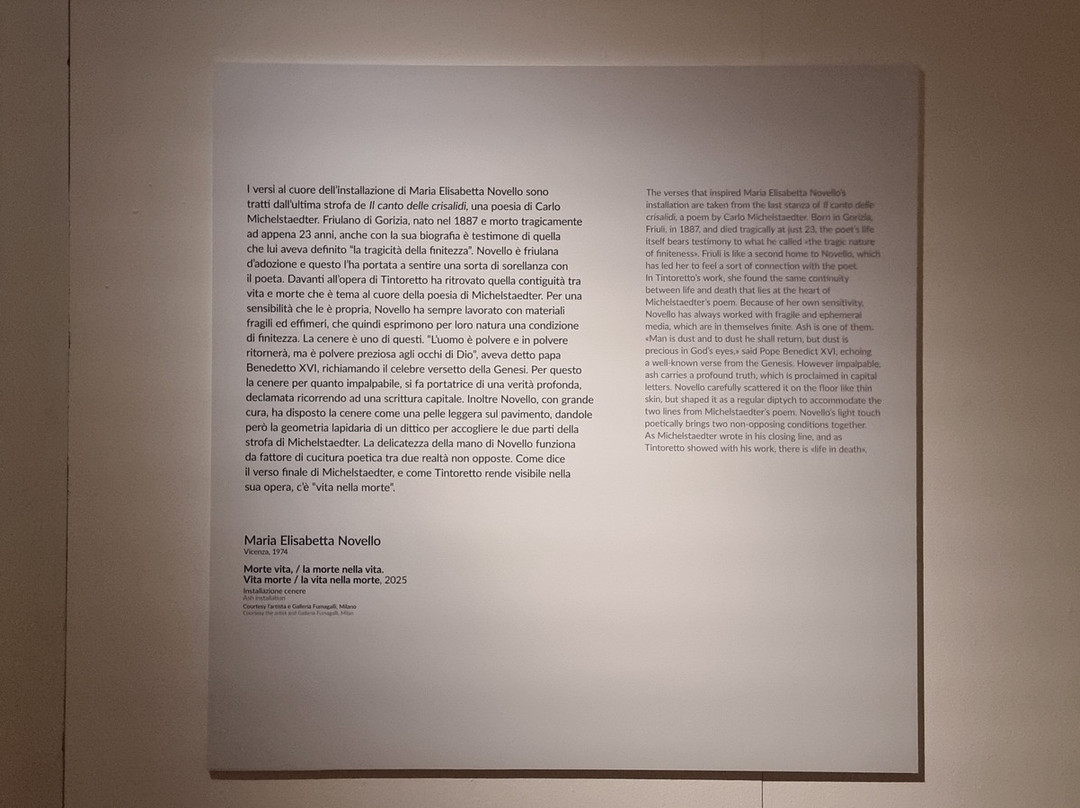 I versi al cuore dell'installazione di Maria Elisabetta Novello sono
tratti dall'ultima strofa de Il canto delle crisalidi, una poesia di Carlo
Michelstaedter. Friulano di Gorizia, nato nel 1887 e morto tragicamente
ad appena 23 anni, anche con la sua biografia è testimone di quella
che lui aveva definito "la tragicità della finitezza". Novello è friulana
d'adozione e questo l'ha portata a sentire una sorta di sorellanza con
il poeta. Davanti all'opera di Tintoretto ha ritrovato quella contiguità tra
vita e morte che è tema al cuore della poesia di Michelstaedter. Per una
sensibilità che le è propria, Novello ha sempre lavorato con materiali
fragili ed effimeri, che quindi esprimono per loro natura una condizione
di finitezza. La cenere è uno di questi. "L'uomo è polvere e in polvere
ritornerà, ma è polvere preziosa agli occhi di Dio", aveva detto papa
Benedetto XVI, richiamando il celebre versetto della Genesi. Per questo
la cenere per quanto impalpabile, si fa portatrice di una verità profonda,
declamata ricorrendo ad una scrittura capitale. Inoltre Novello, con grande
cura, ha disposto la cenere come una pelle leggera sul pavimento, dandole
però la geometria lapidaria di un dittico per accogliere le due parti della
strofa di Michelstaedter. La delicatezza della mano di Novello funziona
da fattore di cucitura poetica tra due realtà non opposte. Come dice
il verso finale di Michelstaedter, e come Tintoretto rende visibile nella
sua opera, c'è "vita nella morte".
Maria Elisabetta Novello
Vicenza, 1974
Morte vita, / la morte nella vita.
Vita morte / la vita nella morte, 2025
Installazione cenere
Ash installation
Courtesy l'artista e Galleria Fumagalli, Milano
Courtesy the artist and Galleria Fumagalli, Milan
The verses that inspired Maria Elisabetta Novello's
installation are taken from the last stanza of Il canto delle
crisalidi, a poem by Carlo Michelstaedter. Born in Gorizia,
Friuli, in 1887, and died tragically at just 23, the poet's life
itself bears testimony to what he called «the tragic nature
of finiteness». Friuli is like a second home to Novello, which
has led her to feel a sort of connection with the poet.
In Tintoretto's work, she found the same continuity
between life and death that lies at the heart of
Michelstaedter's poem. Because of her own sensitivity,
Novello has always worked with fragile and ephemeral
media, which are in themselves finite. Ash is one of them.
«Man is dust and to dust he shall return, but dust is
precious in God's eyes,» said Pope Benedict XVI, echoing
a well-known verse from the Genesis. However impalpable,
ash carries a profound truth, which is proclaimed in capital
letters. Novello carefully scattered it on the floor like thin
skin, but shaped it as a regular diptych to accommodate the
two lines from Michelstaedter's poem. Novello's light touch
poetically brings two non-opposing conditions together.
As Michelstaedter wrote in his closing line, and as
Tintoretto showed with his work, there is «life in death».